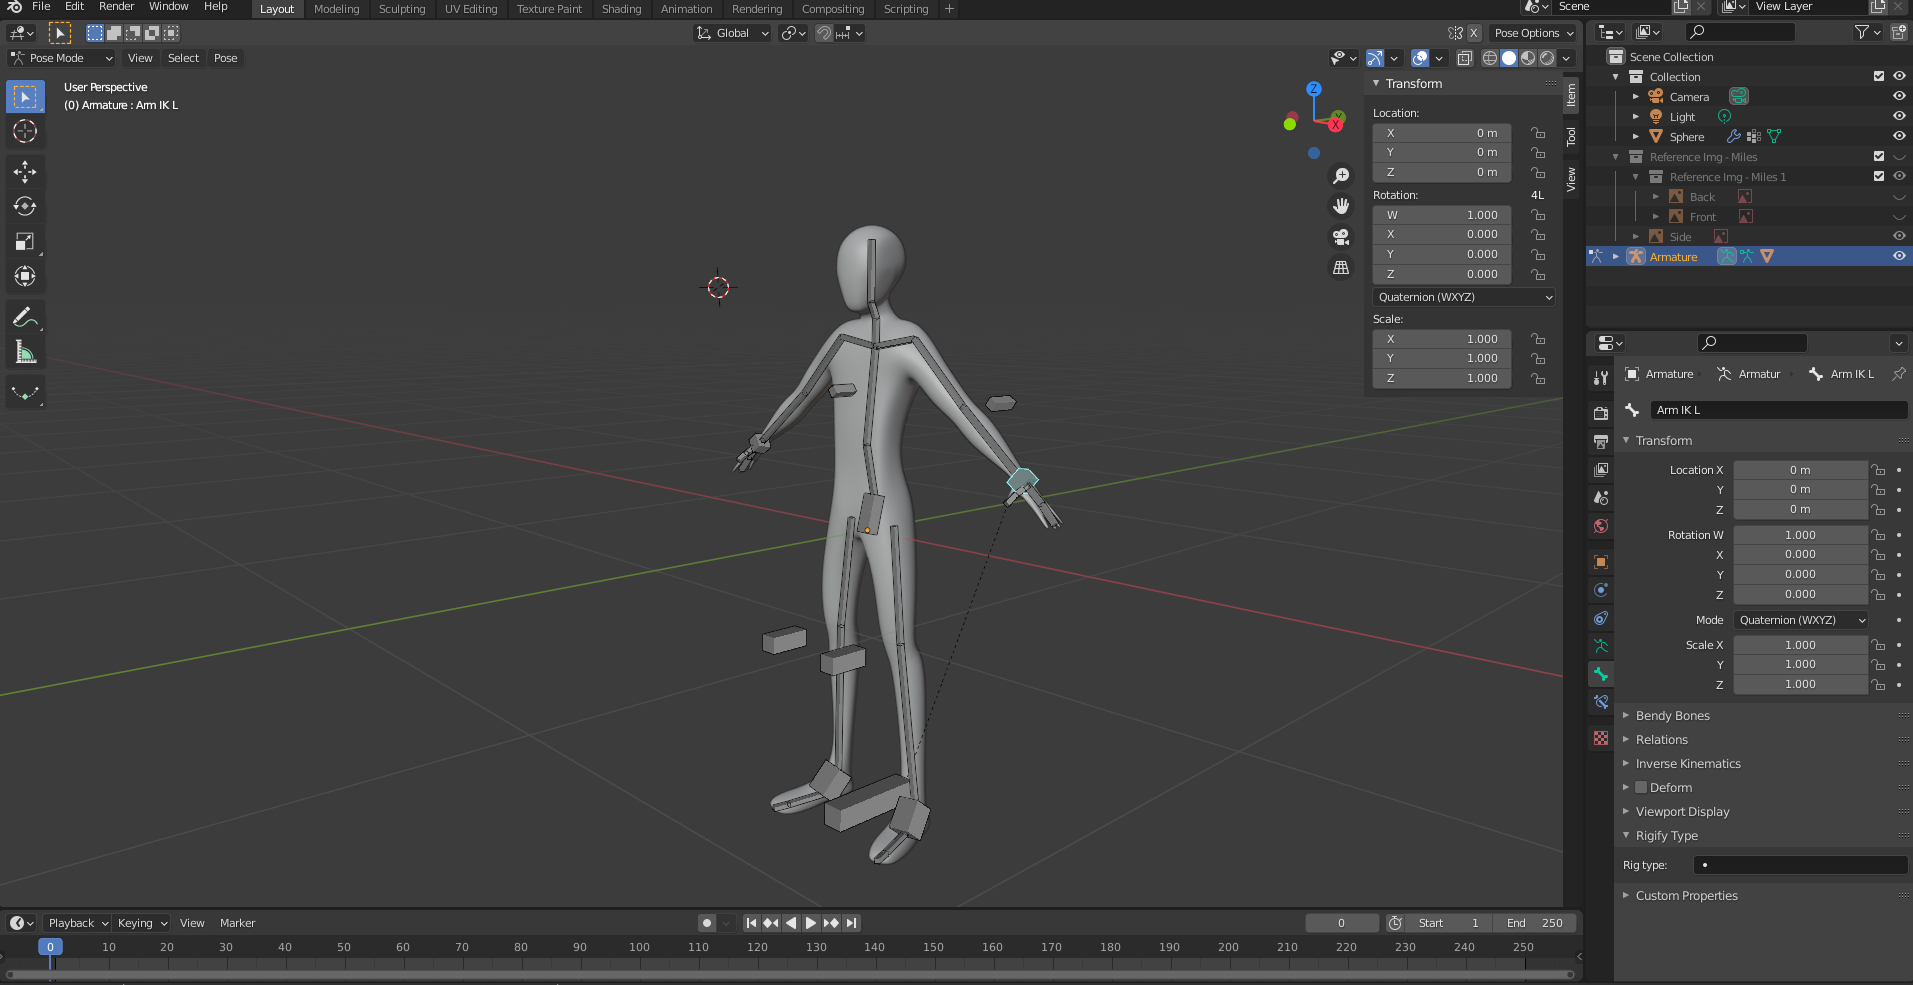 File Edit Render Window Help Layout Modeling Sculpting UV Editing Texture Paint Shading Animation Rendering Compositing Scripting + Scene View Layer
Global X Pose Options
Pose Mode View Select Pose
User Perspective
(0) Armature : Arm IK L
Z
Y
X
Transform
Location:
X 0 m
Y 0 m
Z 0 m
Rotation: 4L
W 1.000
X 0.000
Y 0.000
Z 0.000
Quaternion (WXYZ)
Scale:
X 1.000
Y 1.000
Z 1.000
Item
Tool
View
Scene Collection
Collection
Camera
Light
Sphere
Reference Img - Miles
Reference Img - Miles 1
Back
Front
Side
Armature
Armature Armatur Arm IK L
Arm IK L
Transform
Location X 0 m
Y 0 m
Z 0 m
Rotation W 1.000
X 0.000
Y 0.000
Z 0.000
Mode Quaternion (WXYZ)
Scale X 1.000
Y 1.000
Z 1.000
Bendy Bones
Relations
Inverse Kinematics
Deform
Viewport Display
Rigify Type
Rig type:
Custom Properties
Playback Keying View Marker 0 Start 1 End 250
0 10 20 30 40 50 60 70 80 90 100 110 120 130 140 150 160 170 180 190 200 210 220 230 240 250